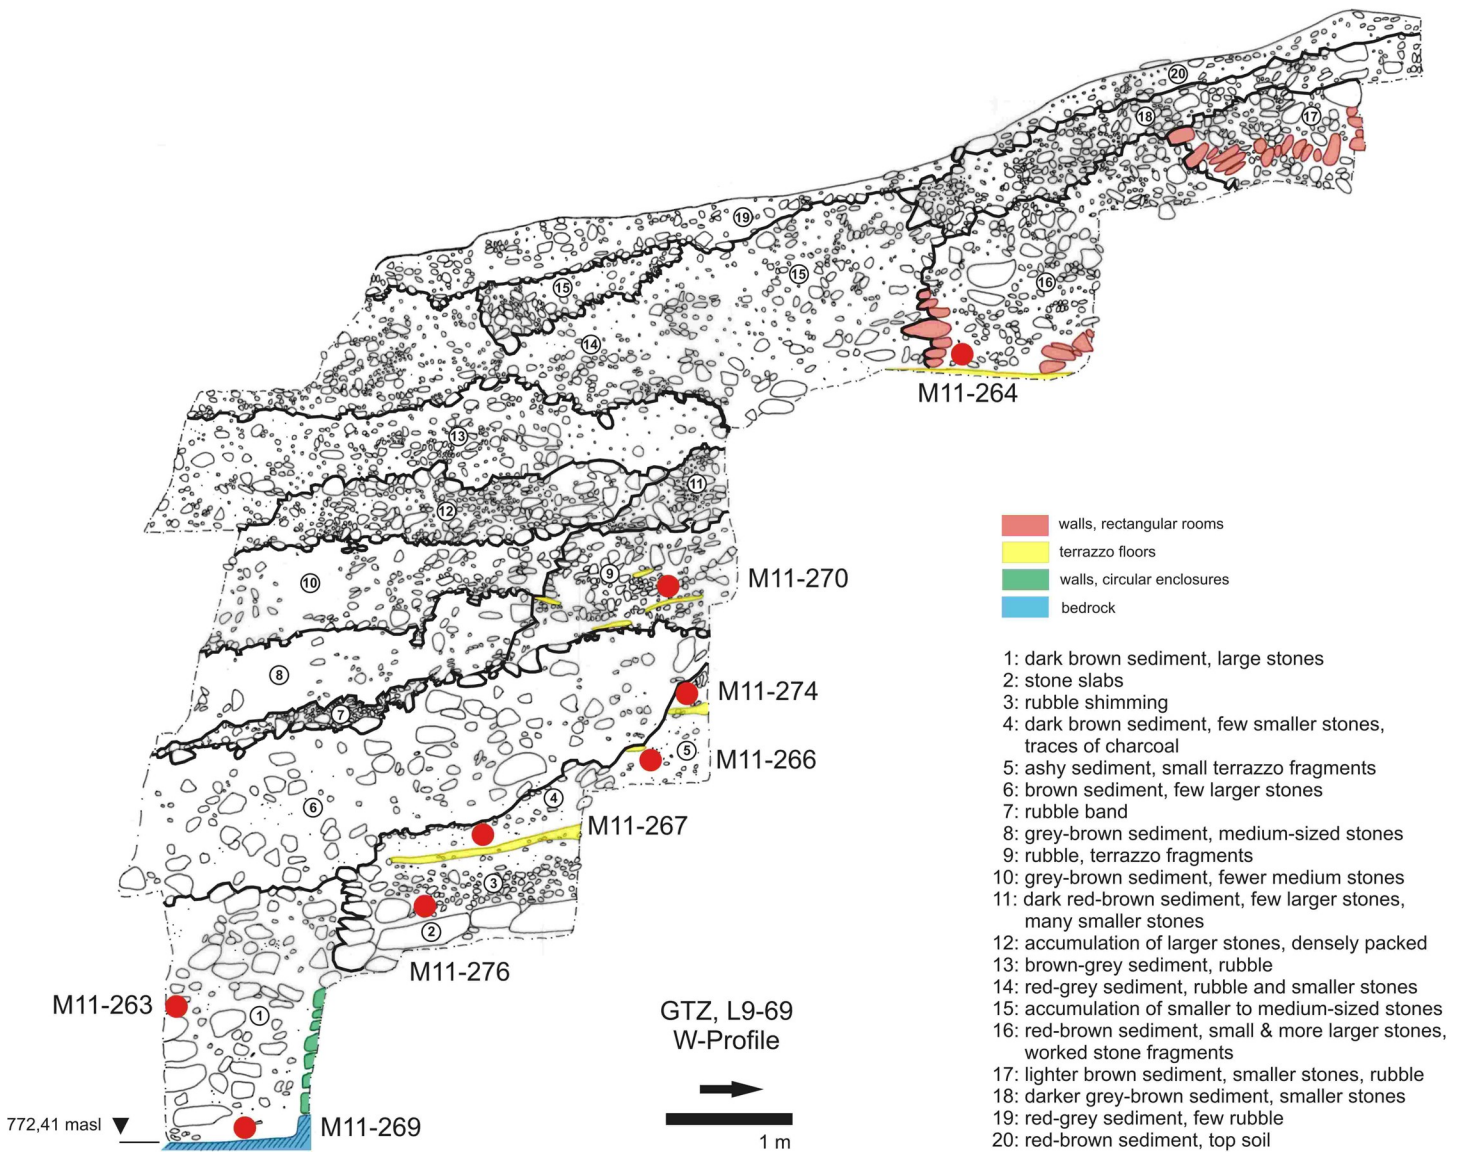 20
18
17
19
15
15
16
14
M11-264
13
11
12
9
10
M11-270
8
M11-274
7
5
M11-266
4
6
M11-267
3
2
M11-276
M11-263
1
M11-269
772,41 masl
GTZ, L9-69
W-Profile
1 m
walls, rectangular rooms
terrazzo floors
walls, circular enclosures
bedrock
1: dark brown sediment, large stones
2: stone slabs
3: rubble shimming
4: dark brown sediment, few smaller stones,
traces of charcoal
5: ashy sediment, small terrazzo fragments
6: brown sediment, few larger stones
7: rubble band
8: grey-brown sediment, medium-sized stones
9: rubble, terrazzo fragments
10: grey-brown sediment, fewer medium stones
11: dark red-brown sediment, few larger stones,
many smaller stones
12: accumulation of larger stones, densely packed
13: brown-grey sediment, rubble
14: red-grey sediment, rubble and smaller stones
15: accumulation of smaller to medium-sized stones
16: red-brown sediment, small & more larger stones,
worked stone fragments
17: lighter brown sediment, smaller stones, rubble
18: darker grey-brown sediment, smaller stones
19: red-grey sediment, few rubble
20: red-brown sediment, top soil